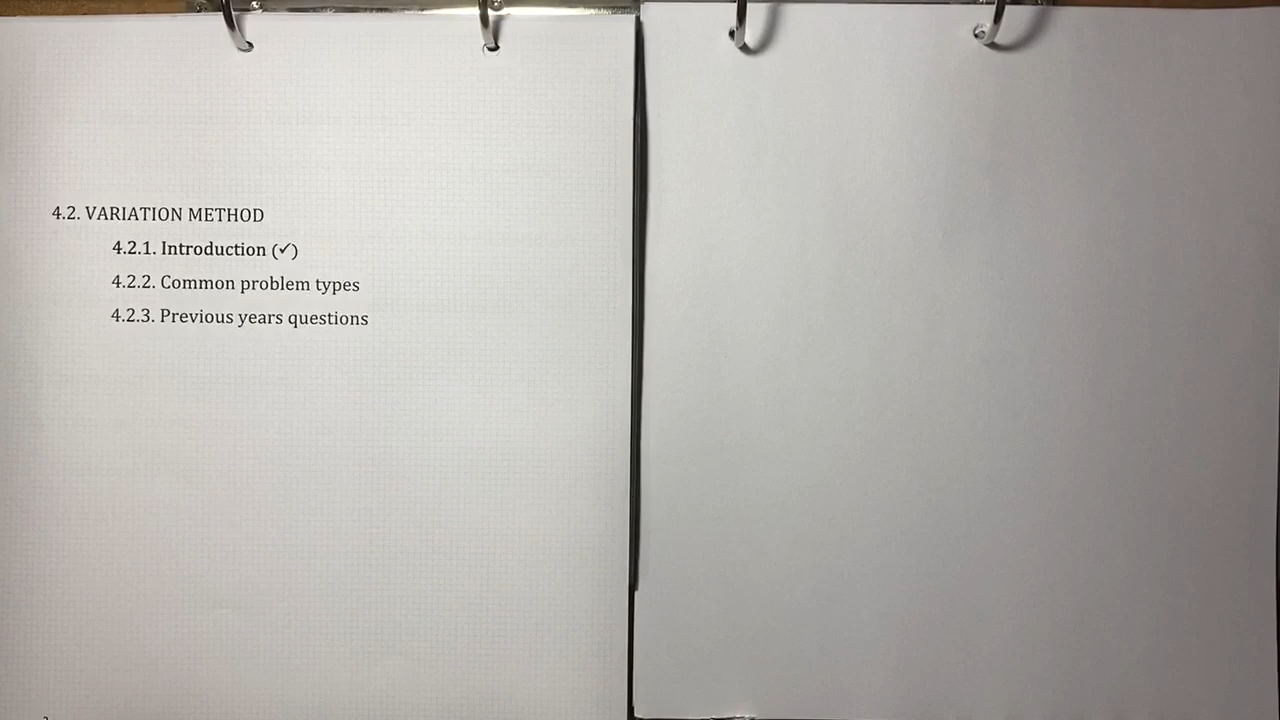 4.2. VARIATION METHOD
4.2.1. Introduction (✓)
4.2.2. Common problem types
4.2.3. Previous years questions